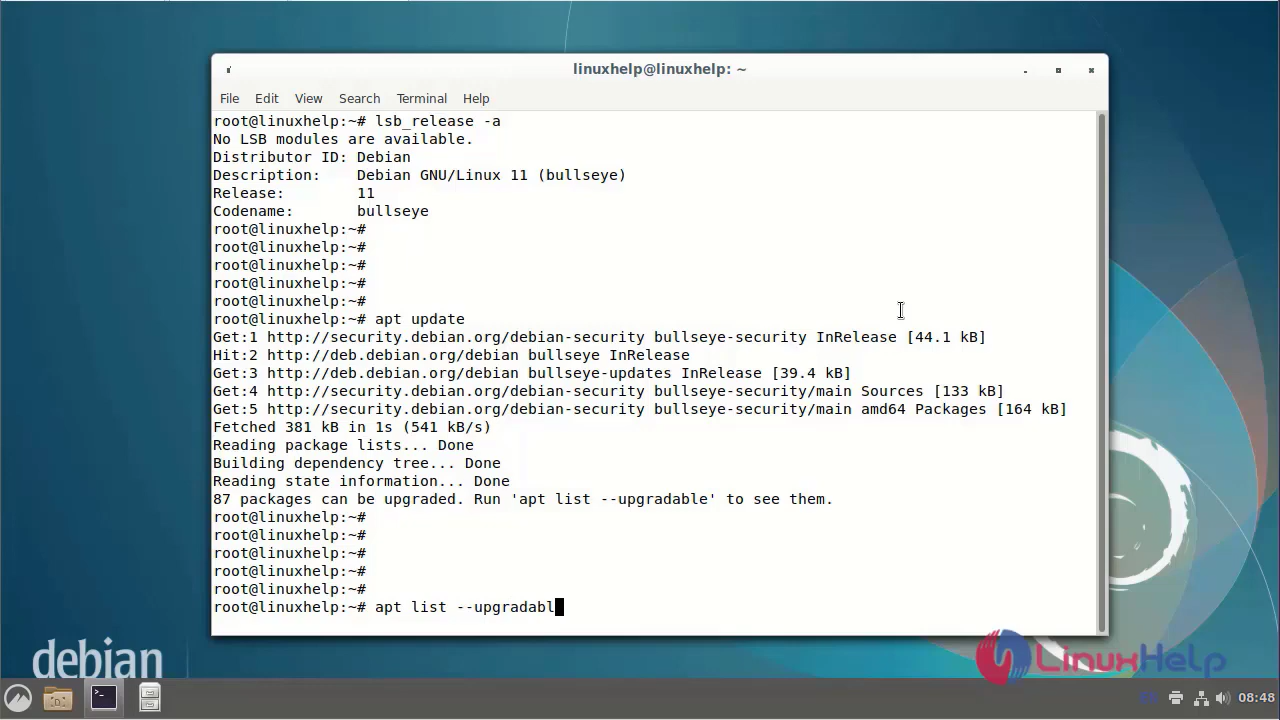 linuxhelp@linuxhelp: ~
File Edit View Search Terminal Help
root@linuxhelp:~# lsb_release -a
No LSB modules are available.
Distributor ID: Debian
Description:    Debian GNU/Linux 11 (bullseye)
Release:        11
Codename:       bullseye
root@linuxhelp:~#
root@linuxhelp:~#
root@linuxhelp:~#
root@linuxhelp:~#
root@linuxhelp:~#
root@linuxhelp:~# apt update
Get:1 http://security.debian.org/debian-security bullseye-security InRelease [44.1 kB]
Hit:2 http://deb.debian.org/debian bullseye InRelease
Get:3 http://deb.debian.org/debian bullseye-updates InRelease [39.4 kB]
Get:4 http://security.debian.org/debian-security bullseye-security/main Sources [133 kB]
Get:5 http://security.debian.org/debian-security bullseye-security/main amd64 Packages [164 kB]
Fetched 381 kB in 1s (541 kB/s)
Reading package lists... Done
Building dependency tree... Done
Reading state information... Done
87 packages can be upgraded. Run 'apt list --upgradable' to see them.
root@linuxhelp:~#
root@linuxhelp:~#
root@linuxhelp:~#
root@linuxhelp:~#
root@linuxhelp:~#
root@linuxhelp:~# apt list --upgradabl
debian
LinuxHelp
08:48